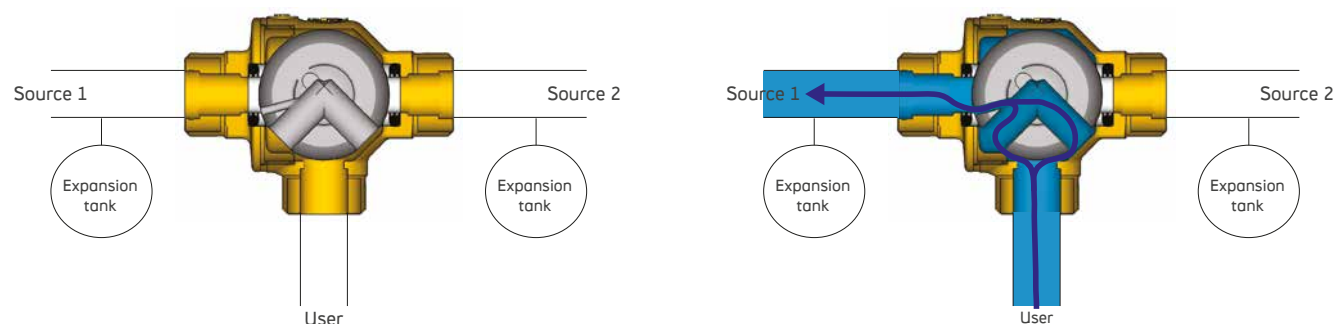 Source 1
Source 2
Expansion
tank
Expansion
tank
User
Source 1
Source 2
Expansion
tank
Expansion
tank
User